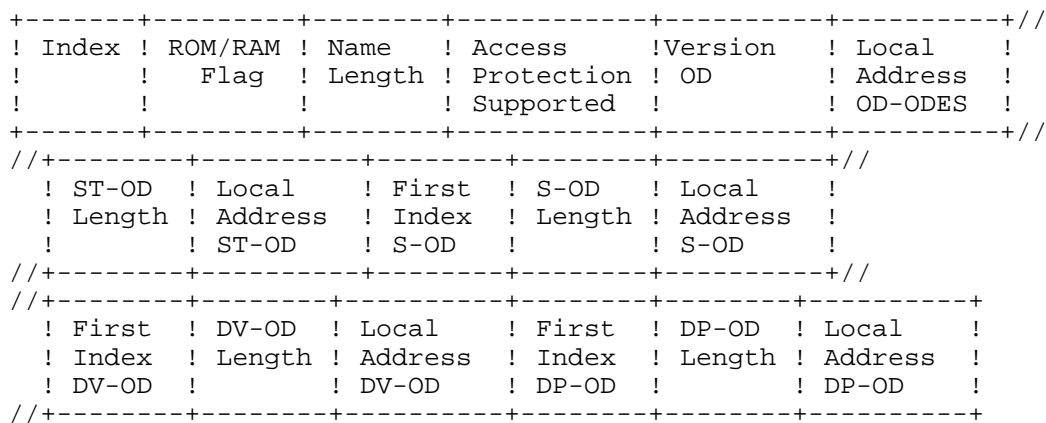 +-------+----------+--------+-------------+-----------+-----------+//
! Index ! ROM/RAM ! Name ! Access !Version ! Local !
! ! Flag ! Length ! Protection ! OD ! Address !
! ! ! ! Supported ! ! OD-ODES !
+-------+----------+--------+-------------+-----------+-----------+//
//+--------+----------+--------+--------+----------+//
! ST-OD ! Local ! First ! S-OD ! Local !
! Length ! Address ! Index ! Length ! Address !
! ! ST-OD ! S-OD ! ! S-OD !
//+--------+----------+--------+--------+----------+//
//+--------+--------+----------+--------+--------+----------+
! First ! DV-OD ! Local ! First ! DP-OD ! Local !
! Index ! Length ! Address ! Index ! Length ! Address !
! DV-OD ! ! DV-OD ! DP-OD ! ! DP-OD !
//+--------+--------+----------+--------+--------+----------+